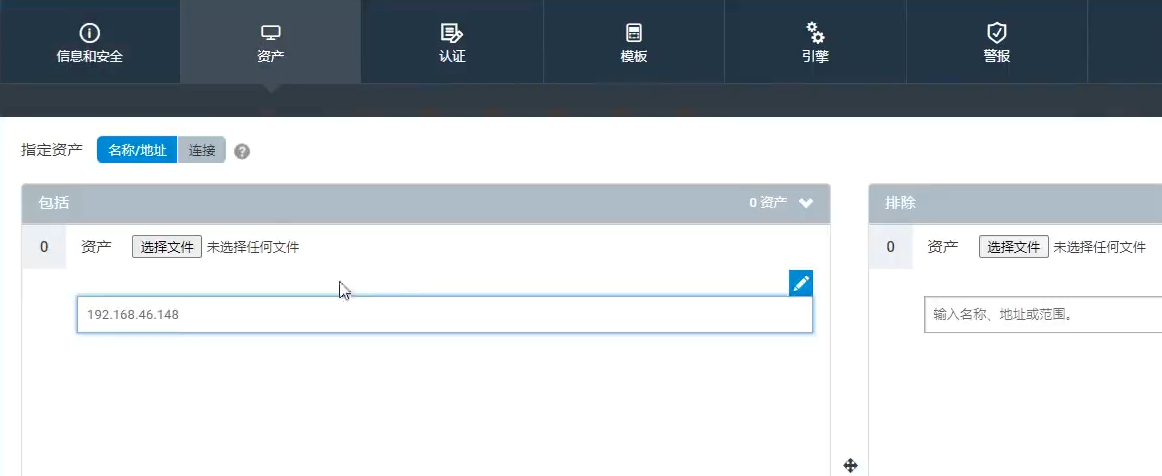 信息和安全
资产
认证
模板
引擎
警报
指定资产 名称/地址 连接 ?
包括 0 资产
0 资产 选择文件 未选择任何文件
192.168.46.148
排除
0 资产 选择文件 未选择任何文件
输入名称、地址或范围。